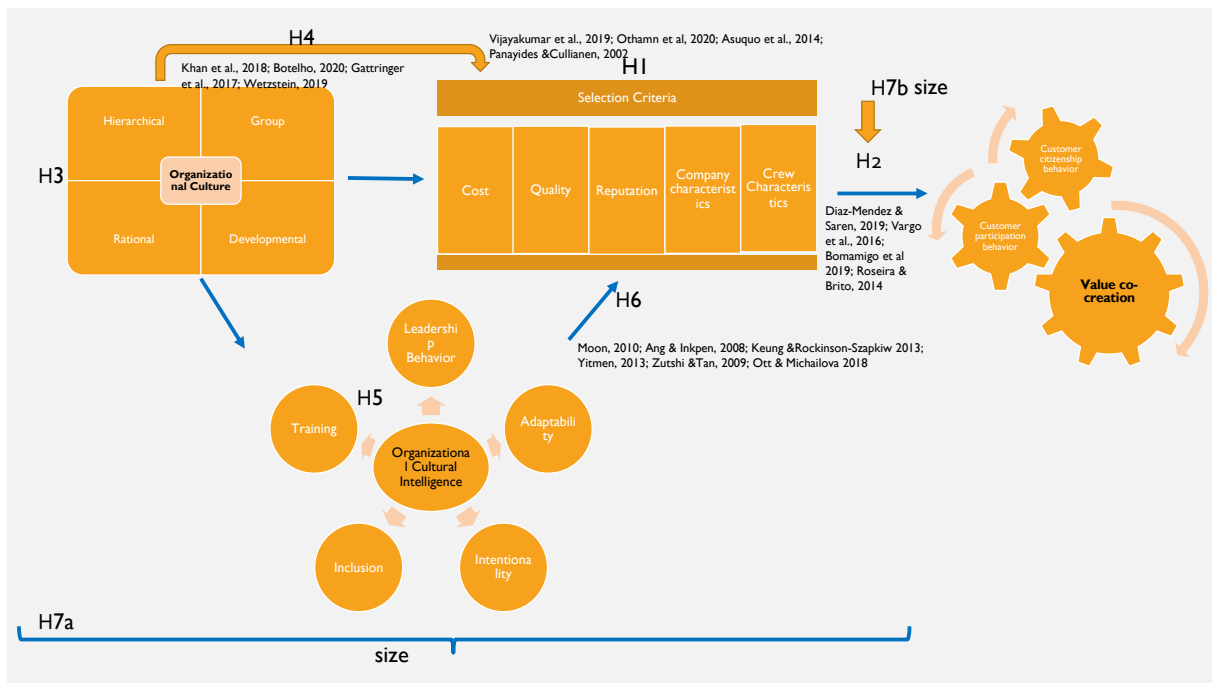 H4
Vijayakumar et al., 2019; Othamn et al, 2020; Asuquo et al., 2014;
Panayides &Cullianen, 2002
H1
Khan et al., 2018; Botelho, 2020; Gattringer
et al., 2017; Wetzstein, 2019
H3
Hierarchical
Group
Organizatio
nal Culture
Rational
Developmental
Selection Criteria
Cost
Quality
Reputation
Company
characterist
ics
Crew
Characteris
tics
H7b size
H2
Diaz-Mendez &
Saren, 2019; Vargo
et al., 2016;
Bomamigo et al
2019; Roseira &
Brito, 2014
Customer
citizenship
behavior
Customer
participation
behavior
Value co-
creation
H6
Moon, 2010; Ang & Inkpen, 2008; Keung &Rockinson-Szapkiw 2013;
Yitmen, 2013; Zutshi &Tan, 2009; Ott & Michailova 2018
Leadershi
p
Behavior
H5
Training
Adaptabili
ty
Organizationa
l Cultural
Intelligence
Inclusion
Intentiona
lity
H7a
size